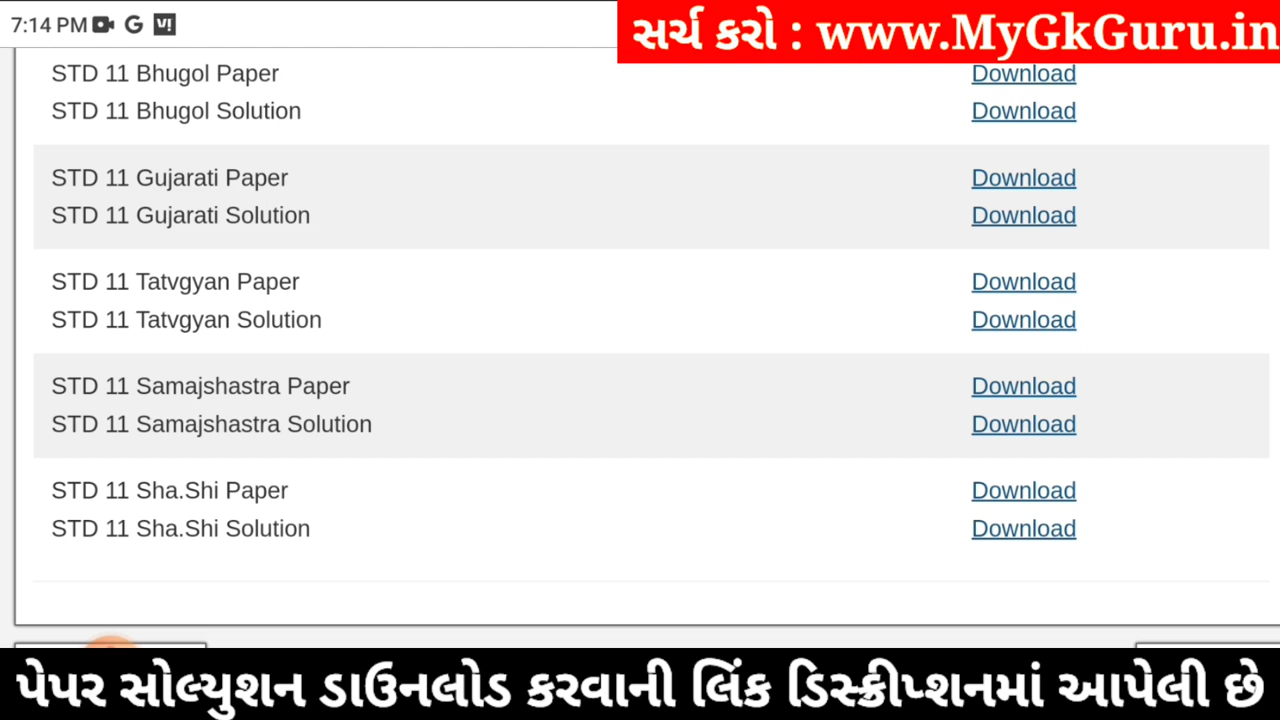 7:14 PM G V!
સર્ચ કરો : www.MyGkGuru.in
STD 11 Bhugol Paper Download
STD 11 Bhugol Solution Download
STD 11 Gujarati Paper Download
STD 11 Gujarati Solution Download
STD 11 Tatvgyan Paper Download
STD 11 Tatvgyan Solution Download
STD 11 Samajshastra Paper Download
STD 11 Samajshastra Solution Download
STD 11 Sha.Shi Paper Download
STD 11 Sha.Shi Solution Download
પેપર સોલ્યુશન ડાઉનલોડ કરવાની લિંક ડિસ્ક્રીપ્શનમાં આપેલી છે